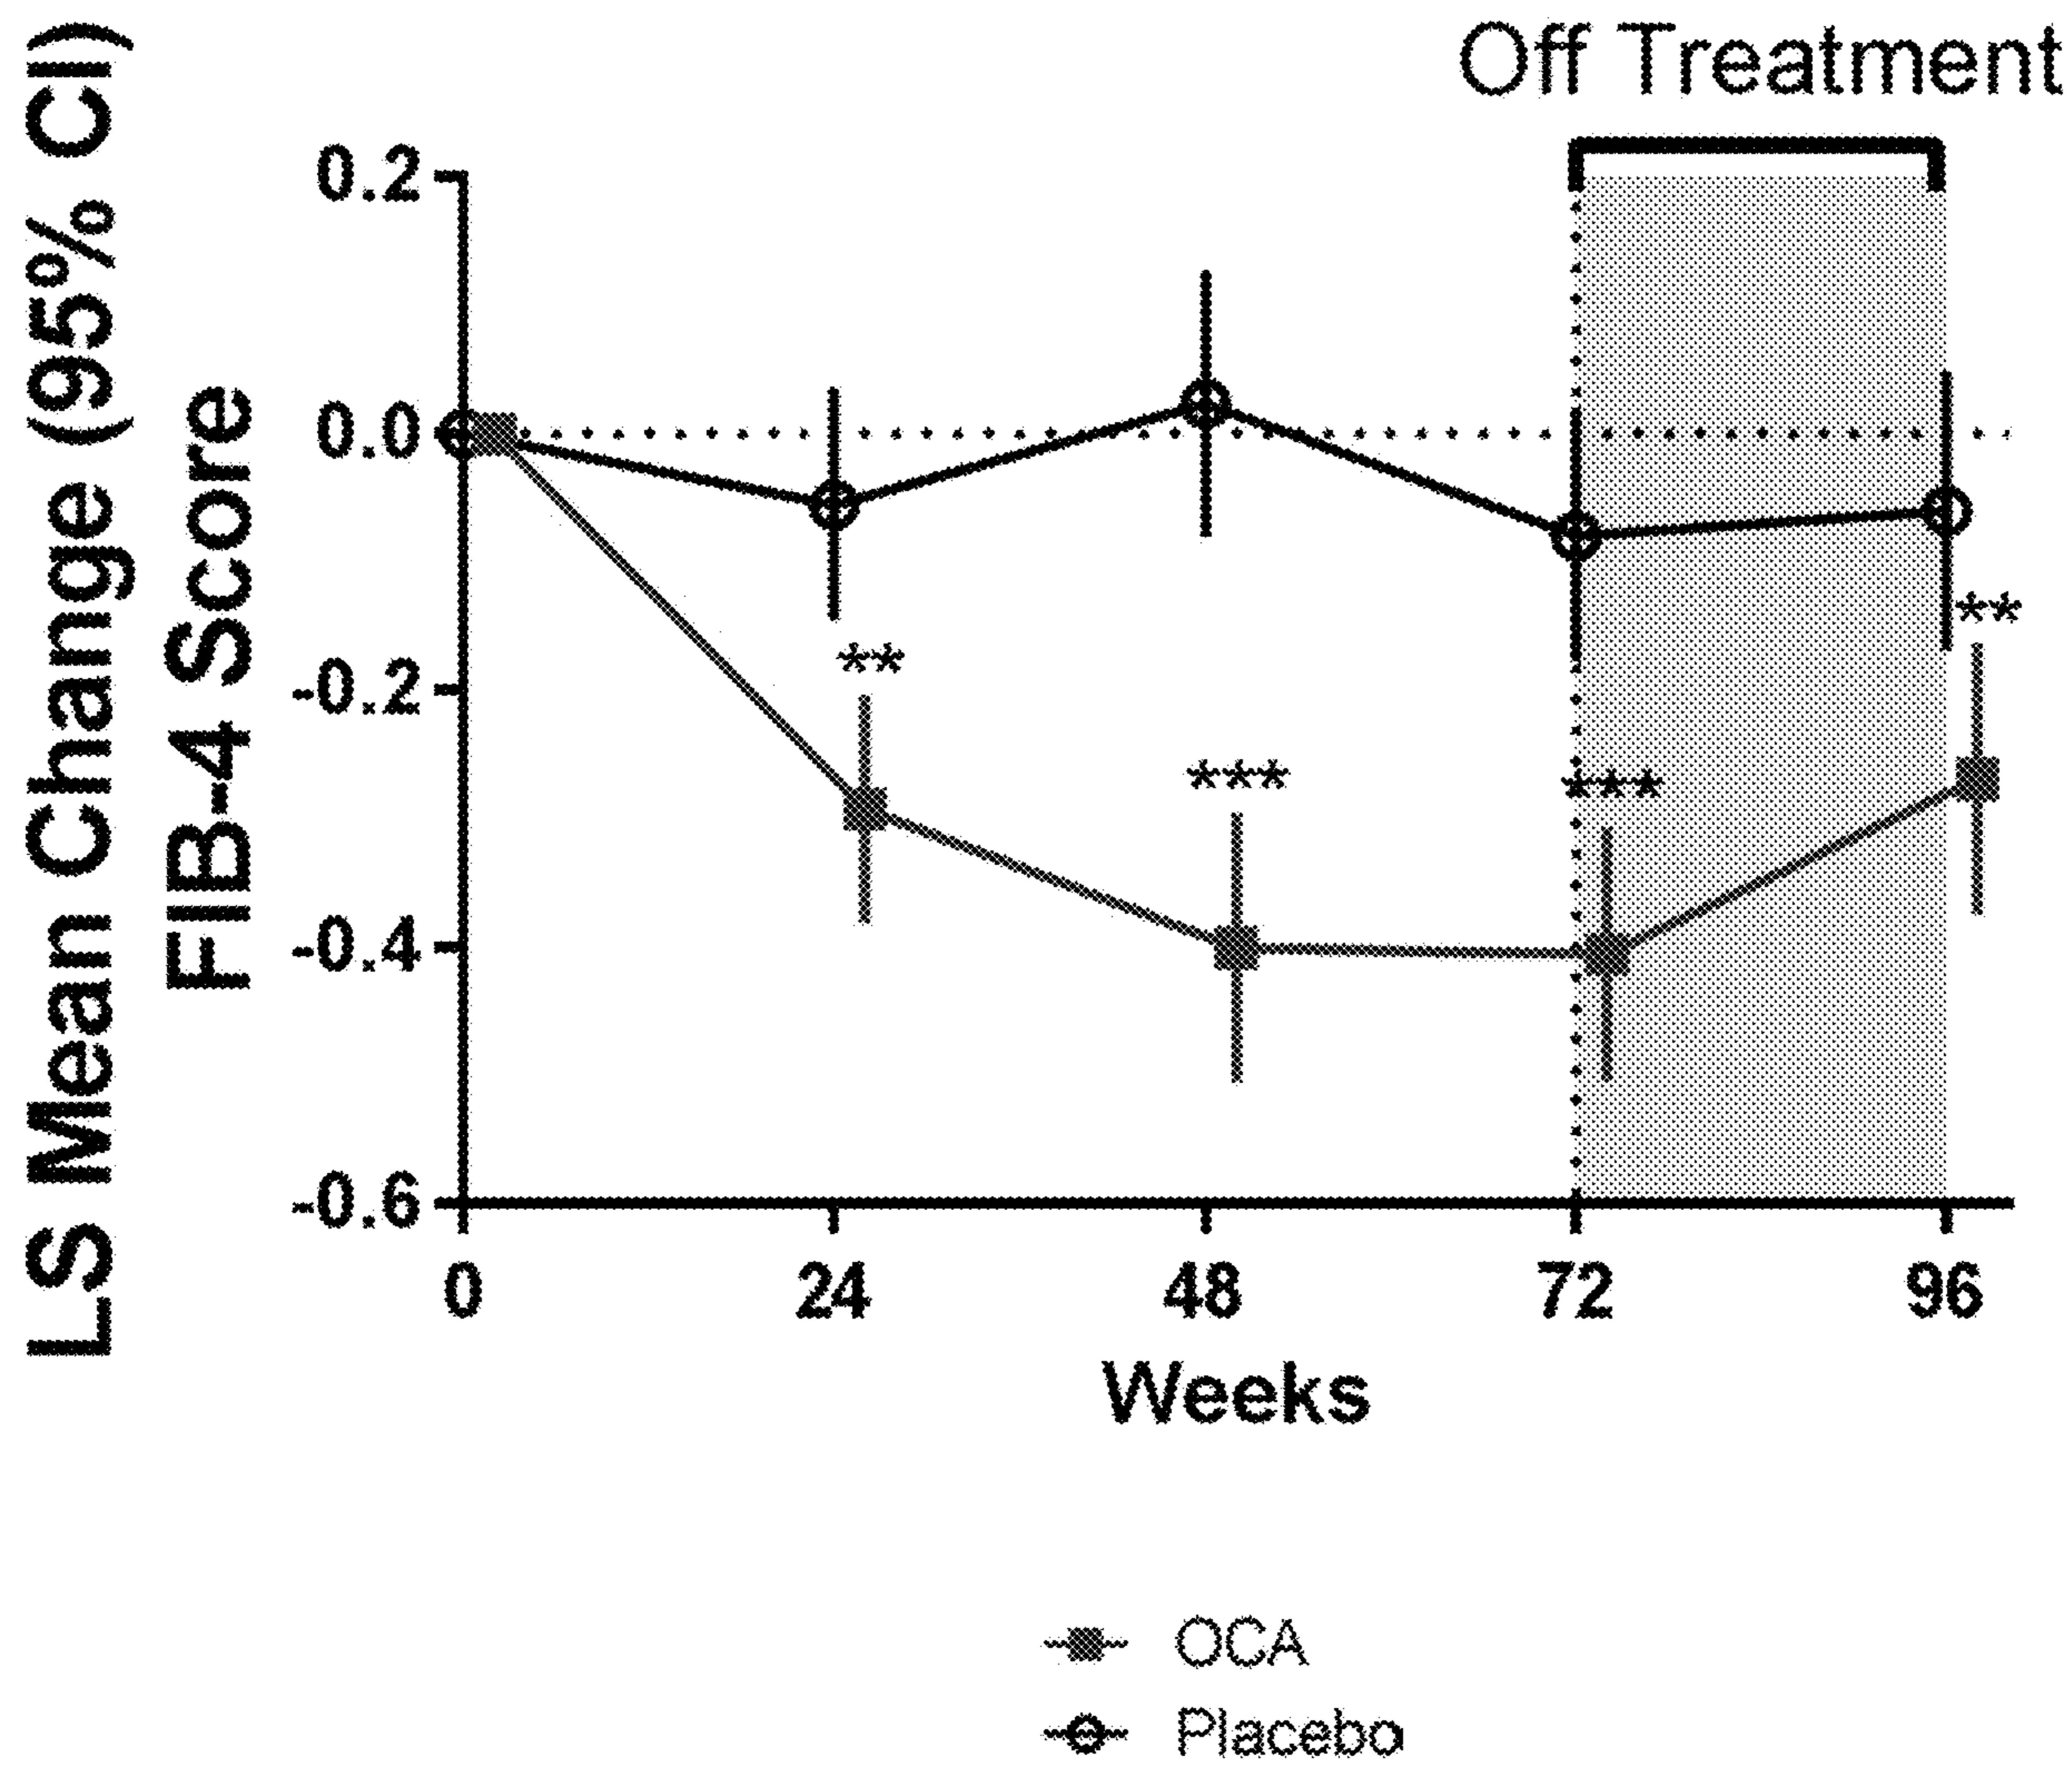 LS Mean Change (95% CI)
FIB-4 Score
Off Treatment
0.2
0.0
-0.2
-0.4
-0.6
**
***
***
**
0 24 48 72 96
Weeks
OCA
Placebo